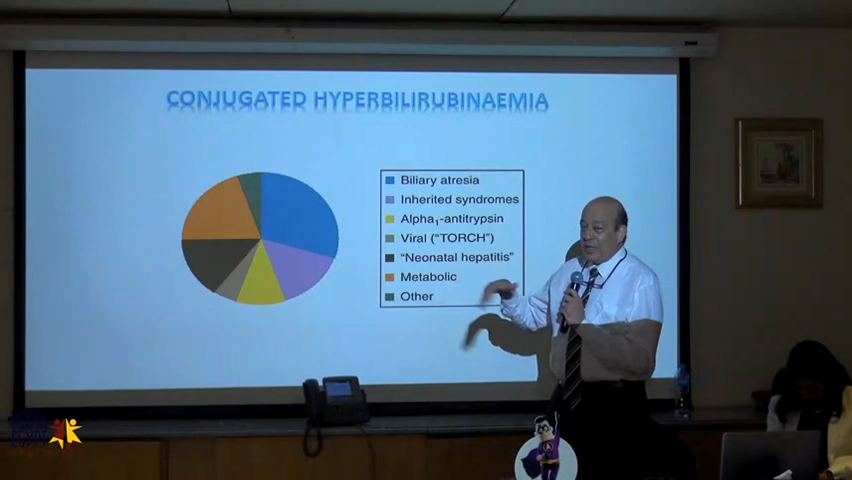 CONJUGATED HYPERBILIRUBINAEMIA
Biliary atresia
Inherited syndromes
Alpha₁-antitrypsin
Viral (“TORCH”)
“Neonatal hepatitis”
Metabolic
Other